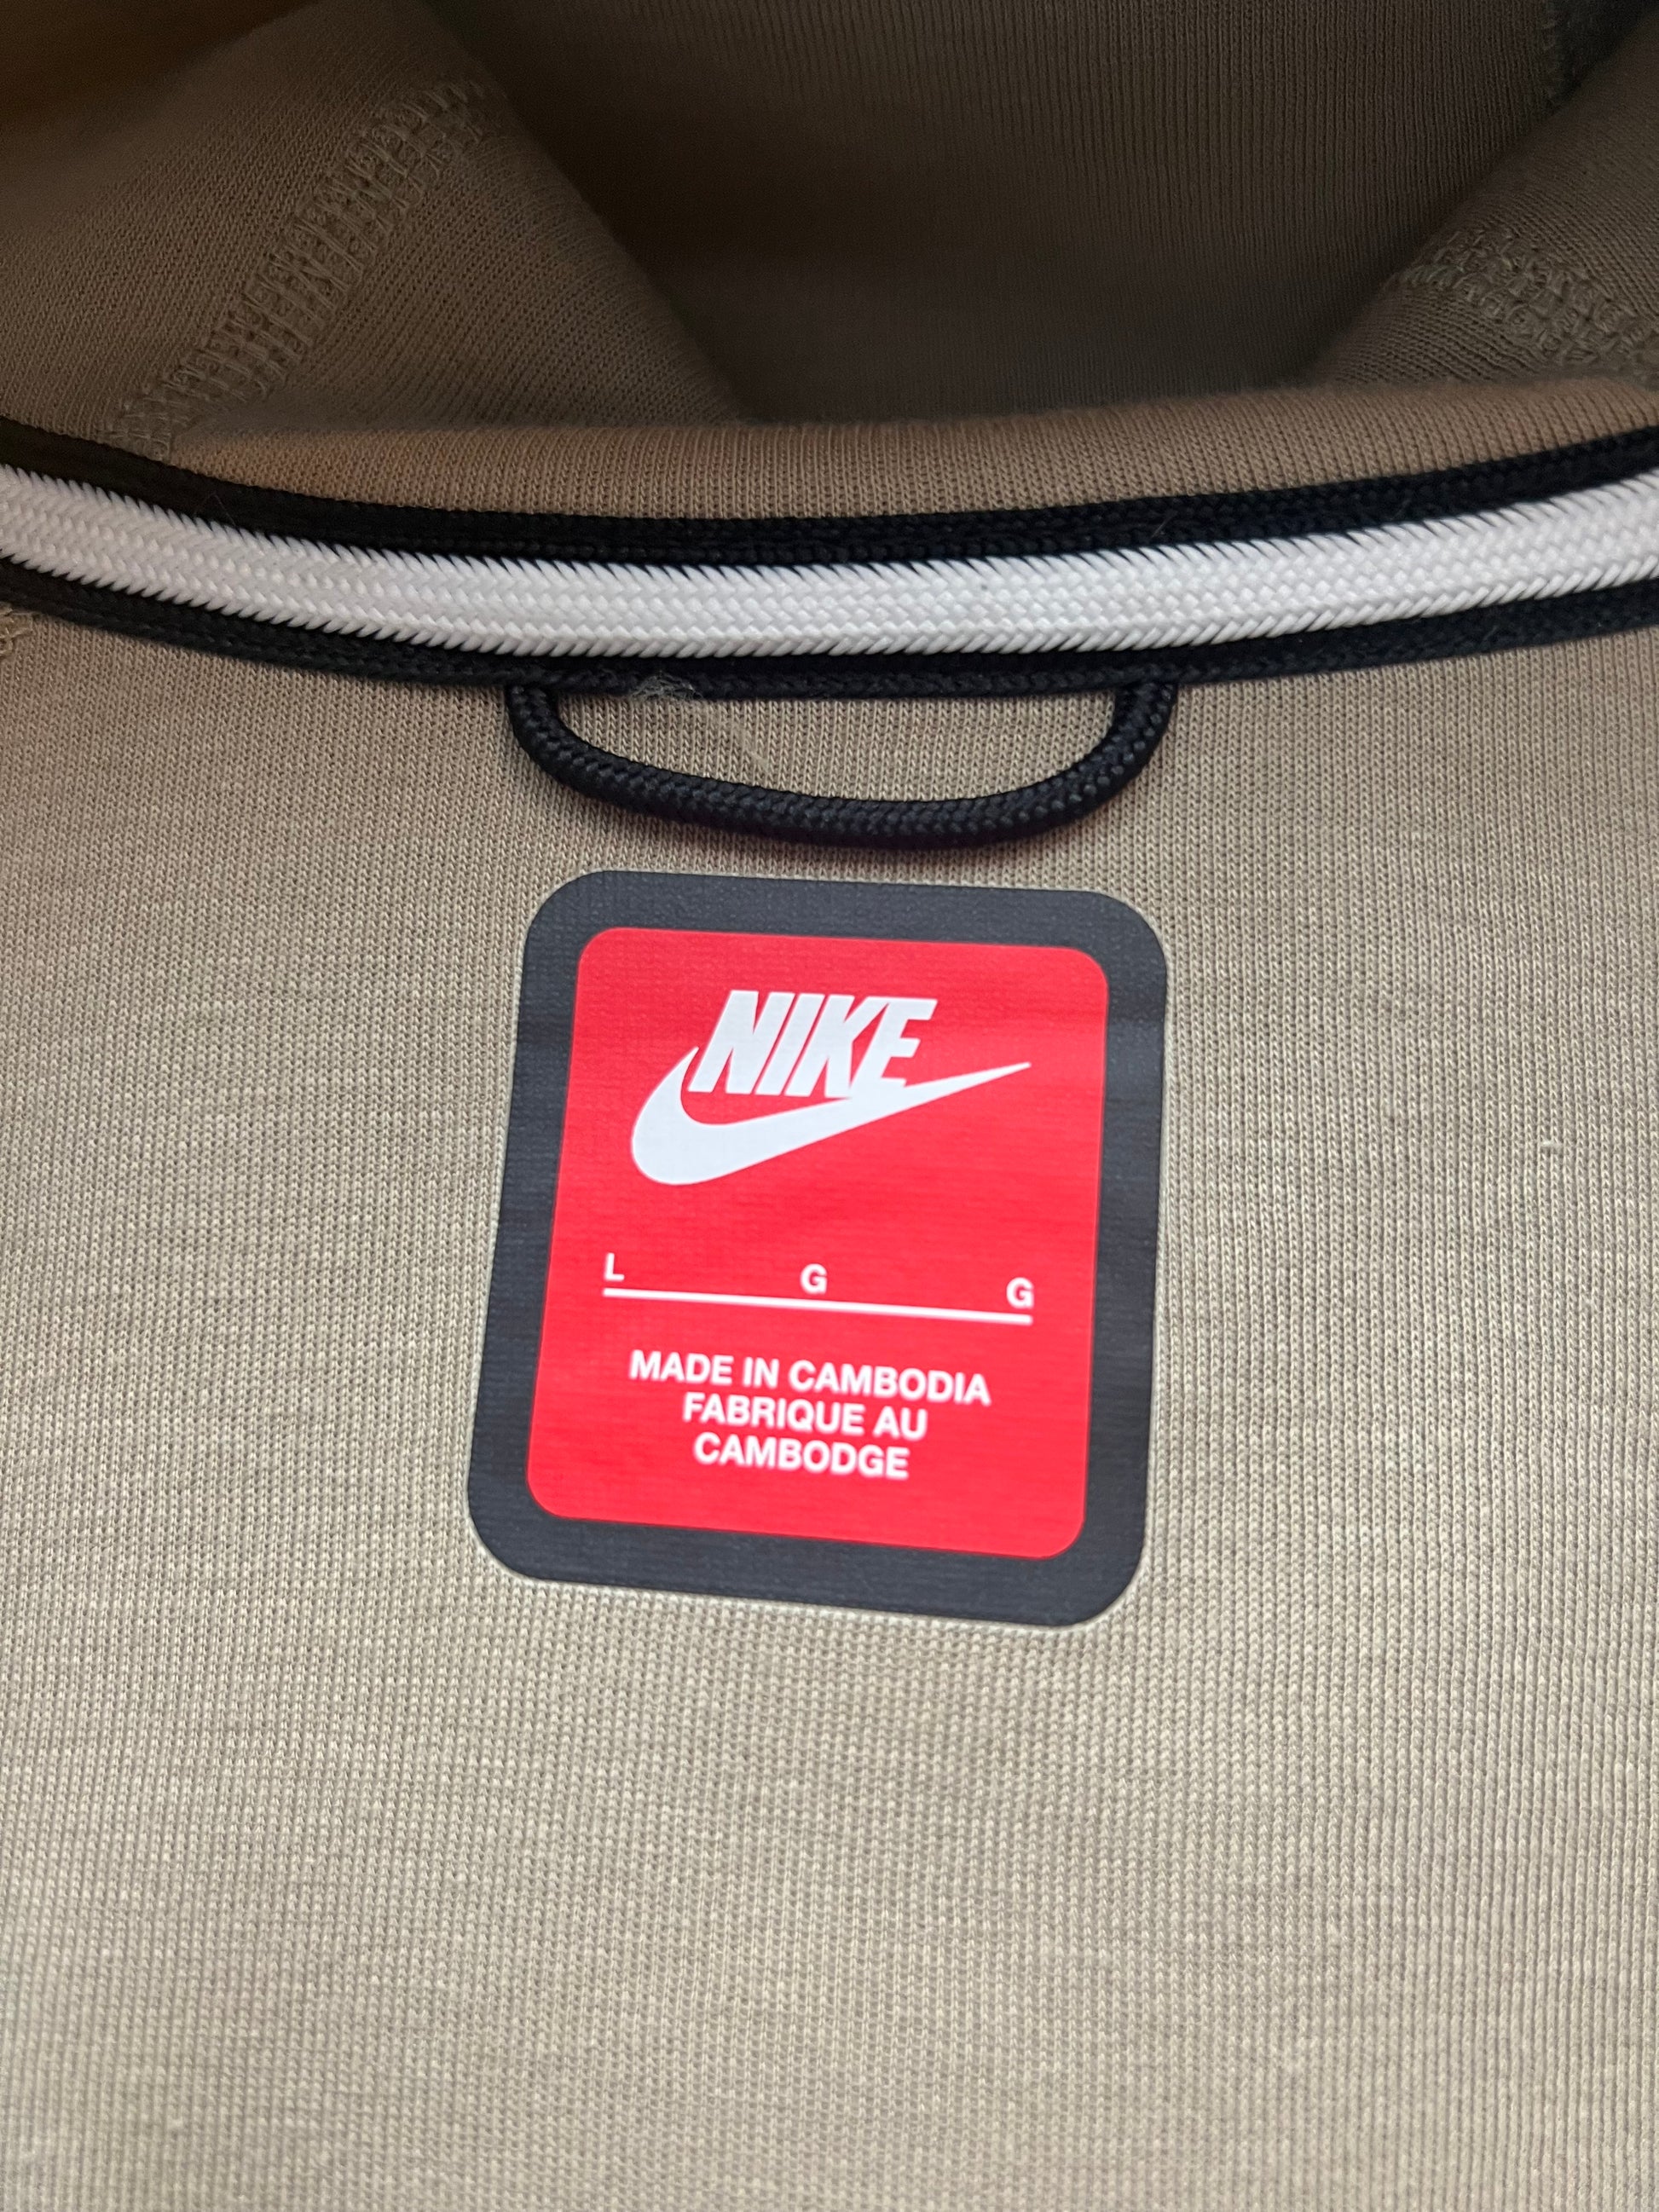 NIKE
L G G
MADE IN CAMBODIA
FABRIQUE AU
CAMBODGE